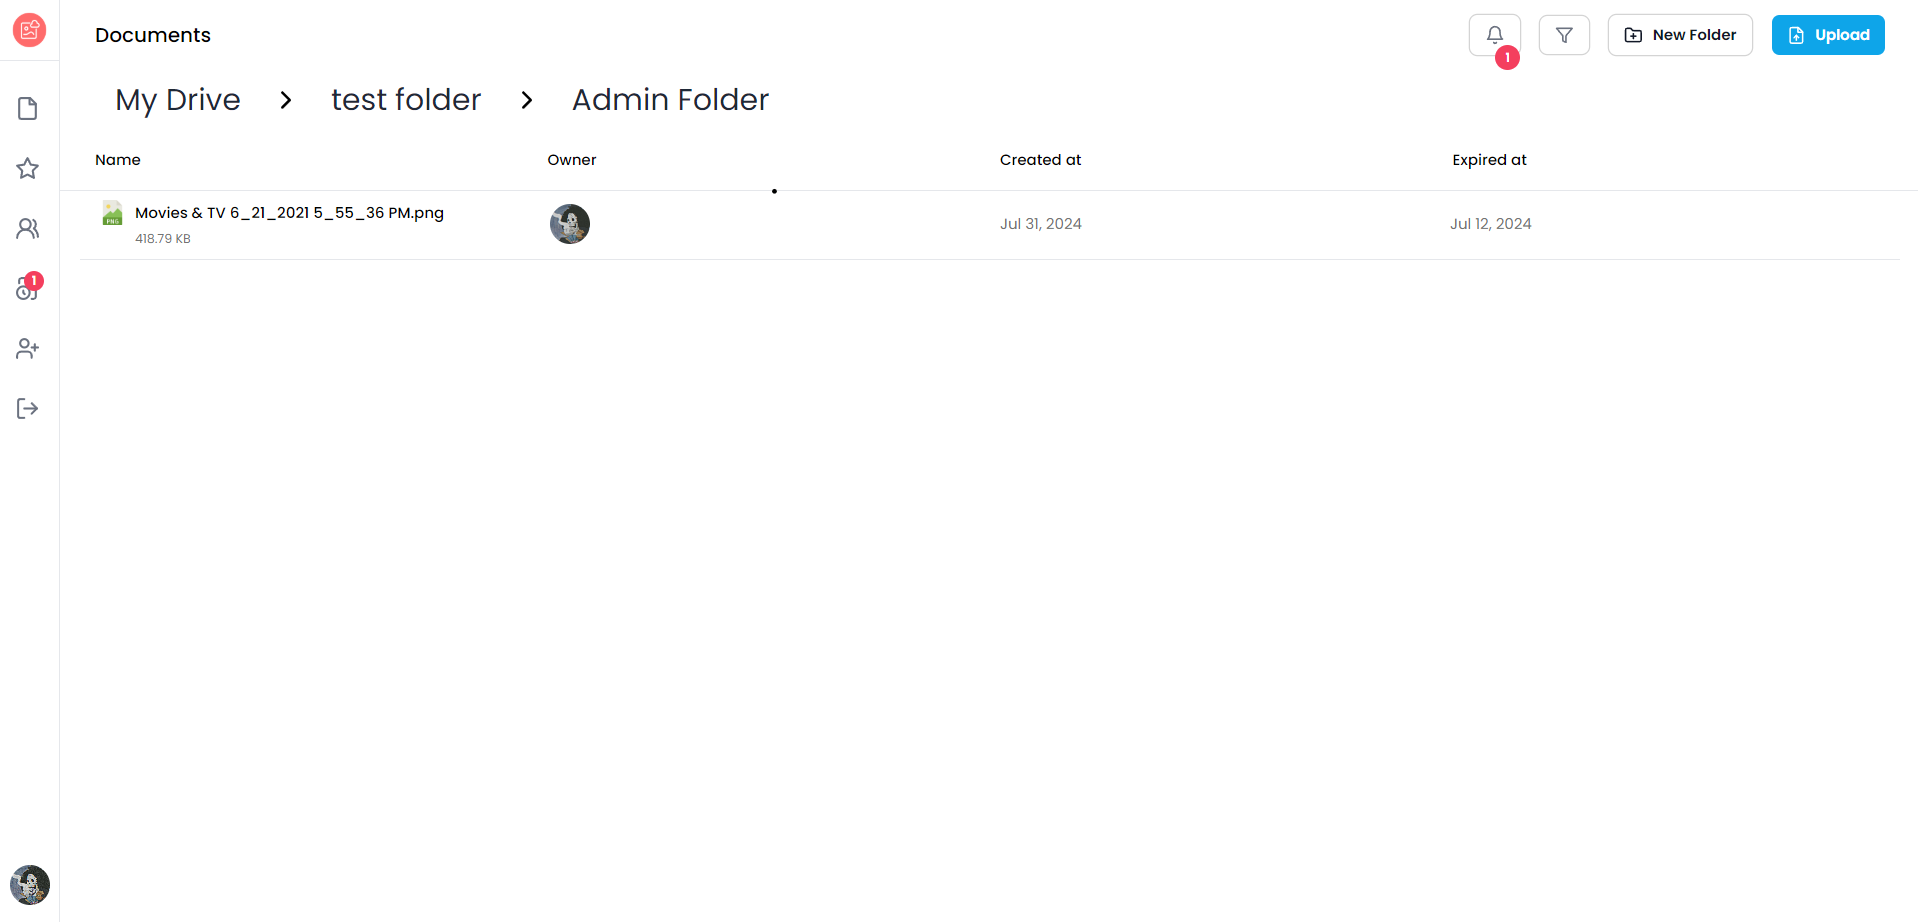 Documents
1
New Folder
Upload
My Drive > test folder > Admin Folder
Name Owner Created at Expired at
PNG
Movies & TV 6_21_2021 5_55_36 PM.png
418.79 KB
Jul 31, 2024
Jul 12, 2024
1